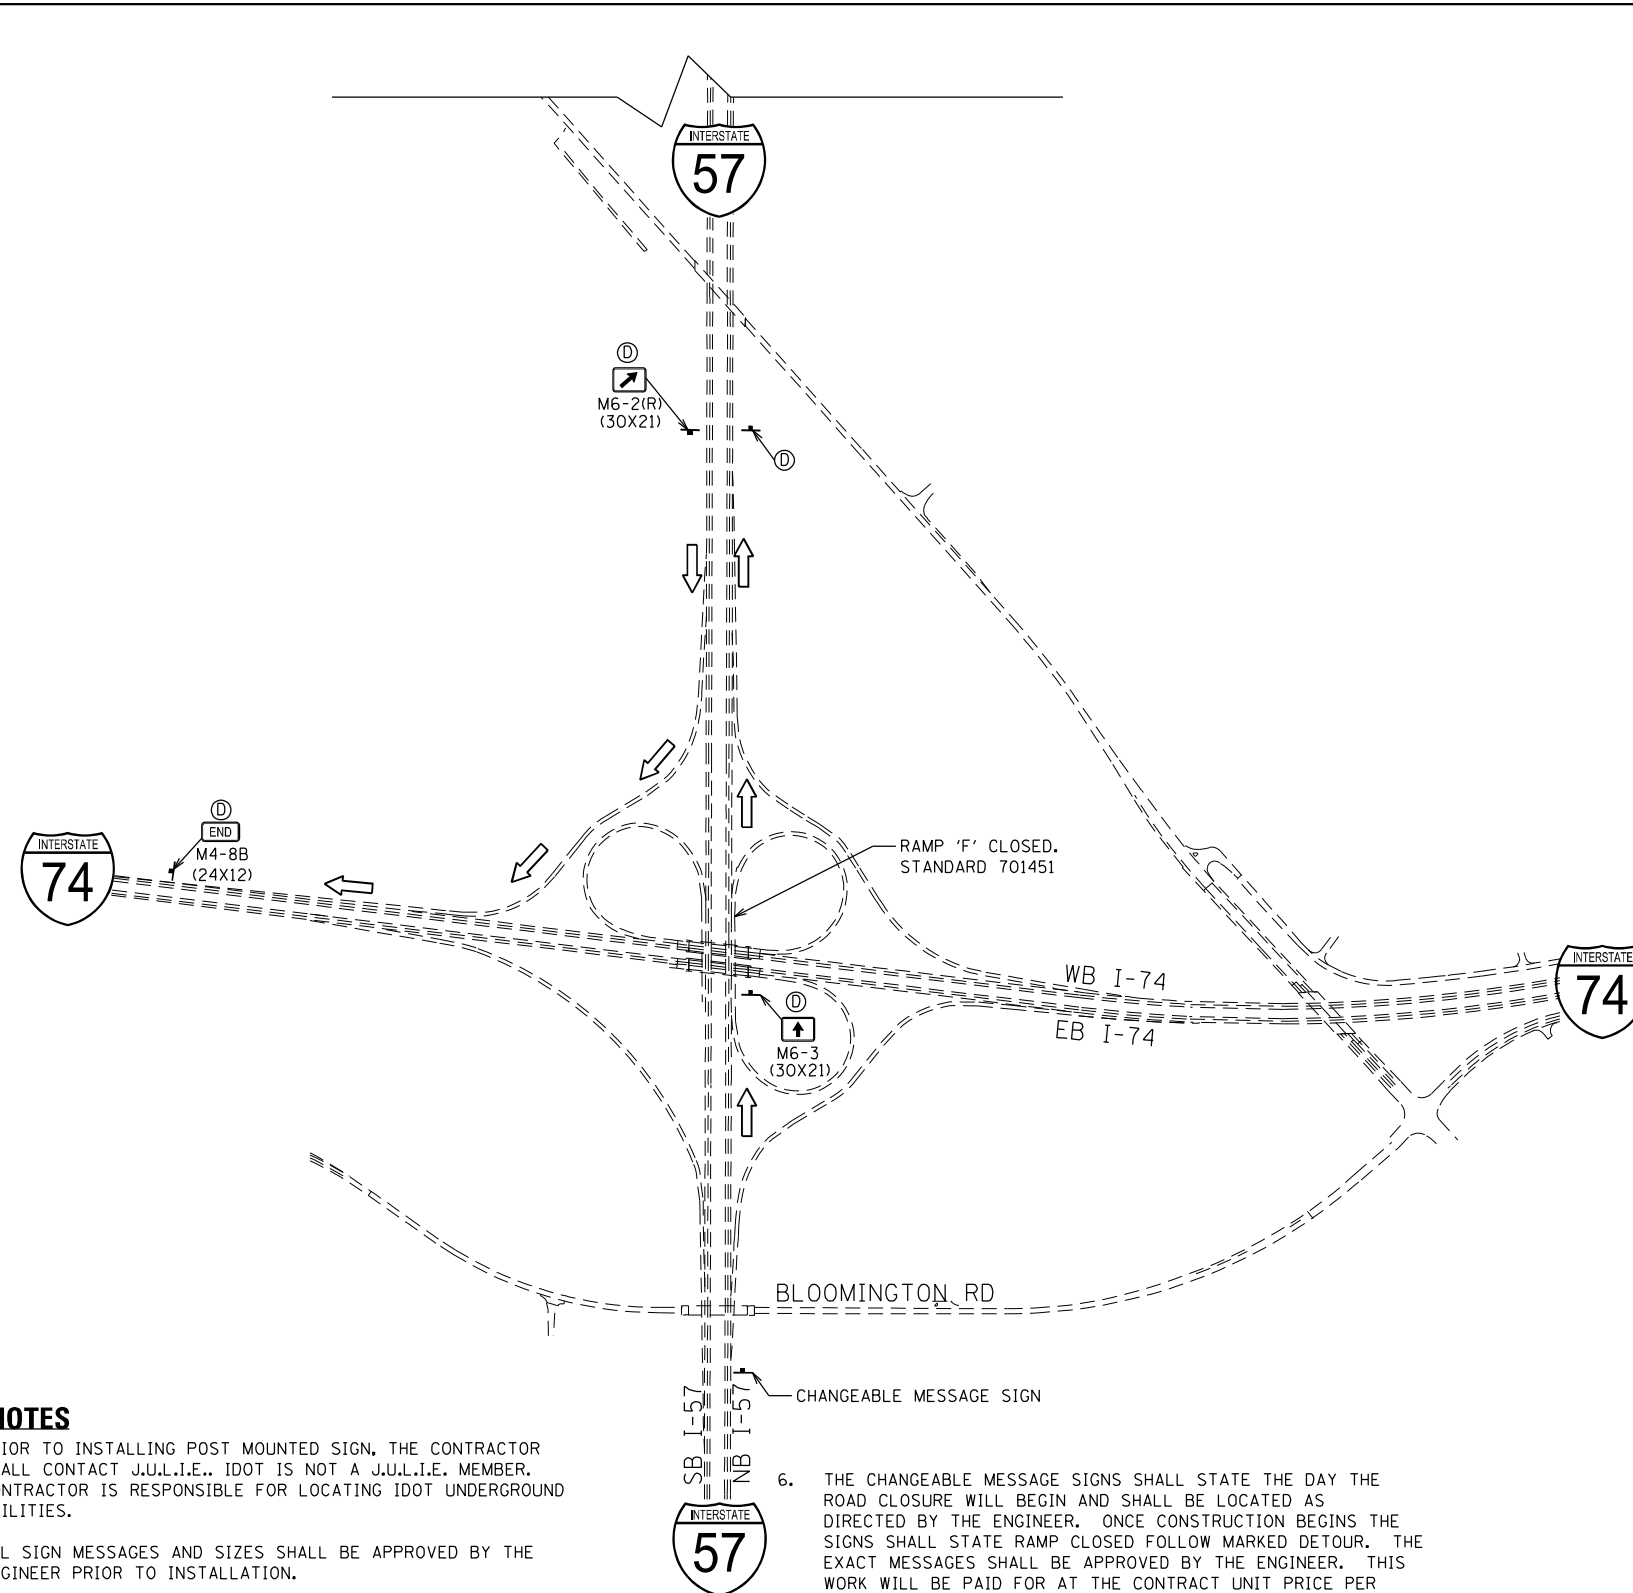 INTERSTATE
57
D
M6-2(R)
(30X21)
D
D
END
M4-8B
(24X12)
INTERSTATE
74
RAMP 'F' CLOSED.
STANDARD 701451
WB I-74
EB I-74
INTERSTATE
74
D
M6-3
(30X21)
BLOOMINGTON RD
CHANGEABLE MESSAGE SIGN
SB I-57
NB I-57
INTERSTATE
57
NOTES
IOR TO INSTALLING POST MOUNTED SIGN, THE CONTRACTOR
ALL CONTACT J.U.L.I.E.. IDOT IS NOT A J.U.L.I.E. MEMBER.
NTRACTOR IS RESPONSIBLE FOR LOCATING IDOT UNDERGROUND
ILITIES.
L SIGN MESSAGES AND SIZES SHALL BE APPROVED BY THE
GINEER PRIOR TO INSTALLATION.
6. THE CHANGEABLE MESSAGE SIGNS SHALL STATE THE DAY THE
ROAD CLOSURE WILL BEGIN AND SHALL BE LOCATED AS
DIRECTED BY THE ENGINEER. ONCE CONSTRUCTION BEGINS THE
SIGNS SHALL STATE RAMP CLOSED FOLLOW MARKED DETOUR. THE
EXACT MESSAGES SHALL BE APPROVED BY THE ENGINEER. THIS
WORK WILL BE PAID FOR AT THE CONTRACT UNIT PRICE PER